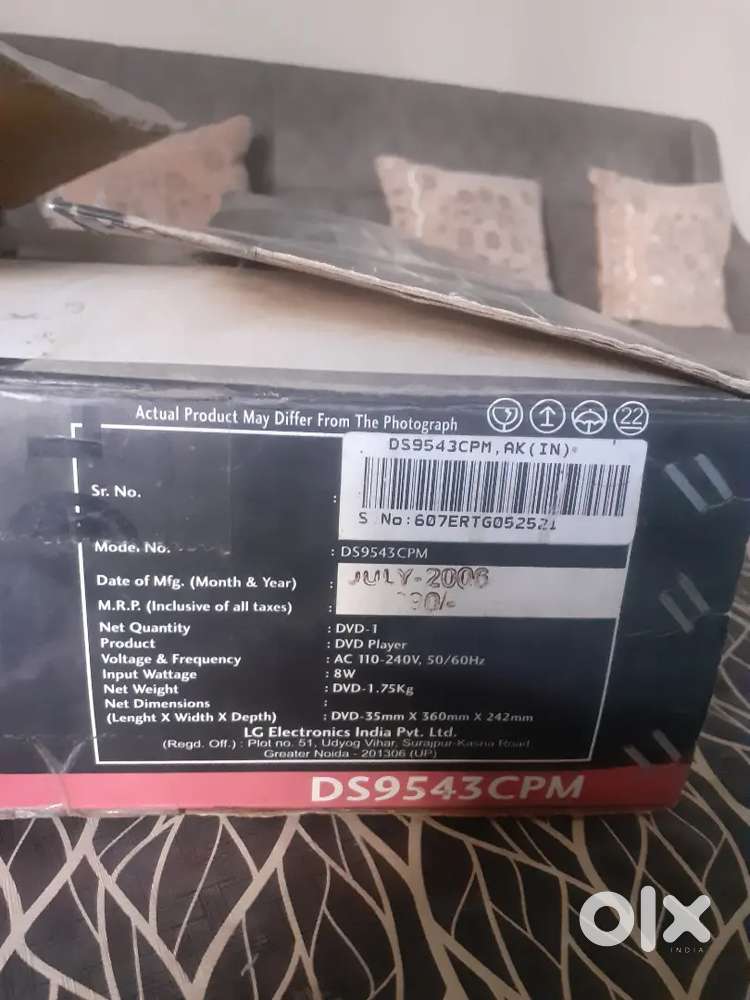 Actual Product May Differ From The Photograph
22
DS9543CPM,AK(IN)
Sr. No. :
S No:607ERTG052521
Model No. : DS9543CPM
Date of Mfg. (Month & Year) : JULY-2006
M.R.P. (Inclusive of all taxes) : 90/-
Net Quantity : DVD-1
Product : DVD Player
Voltage & Frequency : AC 110-240V, 50/60Hz
Input Wattage : 8W
Net Weight : DVD-1.75Kg
Net Dimensions :
(Lenght X Width X Depth) : DVD-35mm X 360mm X 242mm
LG Electronics India Pvt. Ltd.
(Regd. Off.) : Plot no. 51, Udyog Vihar, Surajpur-Kasna Road
Greater Noida - 201306 (UP)
DS9543CPM
olx
INDIA